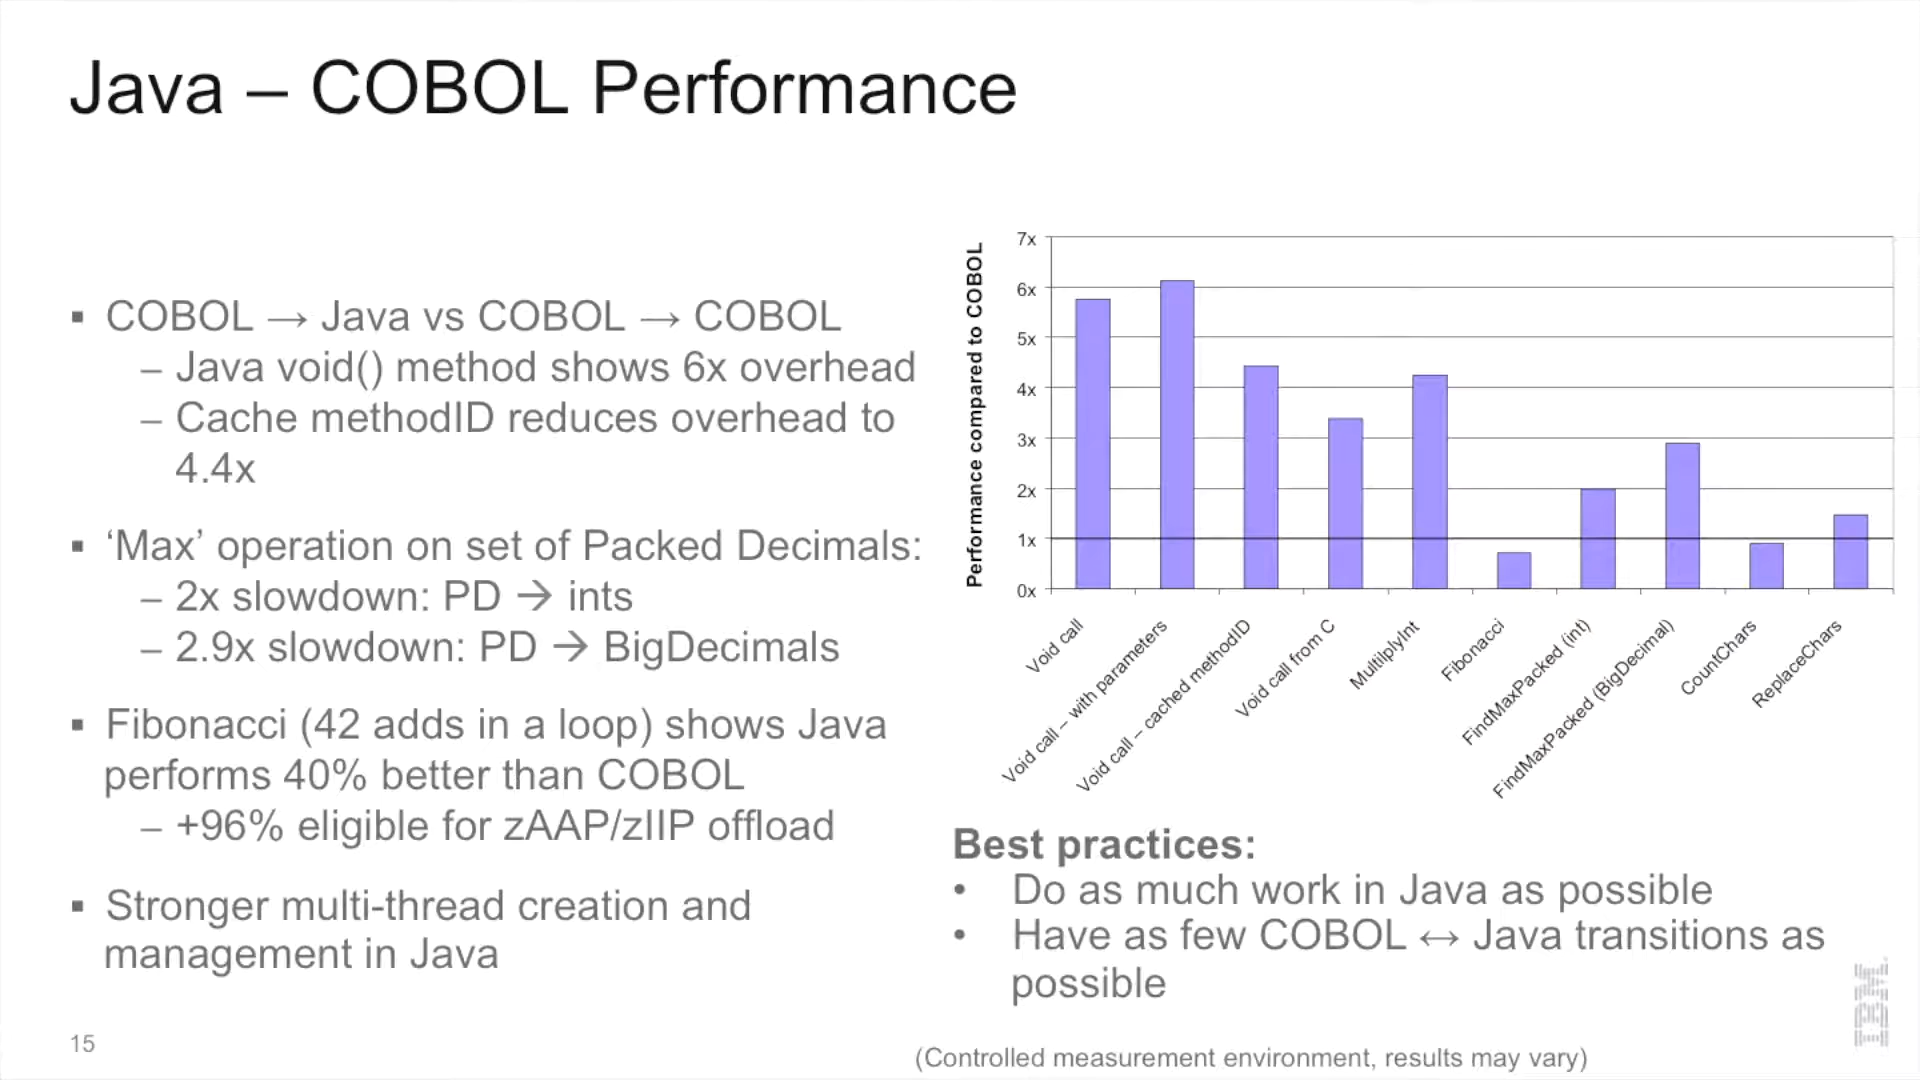 Java – COBOL Performance
▪ COBOL → Java vs COBOL → COBOL
– Java void() method shows 6x overhead
– Cache methodID reduces overhead to
4.4x
▪ ‘Max’ operation on set of Packed Decimals:
– 2x slowdown: PD → ints
– 2.9x slowdown: PD → BigDecimals
▪ Fibonacci (42 adds in a loop) shows Java
performs 40% better than COBOL
– +96% eligible for zAAP/zIIP offload
▪ Stronger multi-thread creation and
management in Java
Performance compared to COBOL
7x
6x
5x
4x
3x
2x
1x
0x
Void call
Void call – with parameters
Void call – cached methodID
Void call from C
MultilplyInt
Fibonacci
FindMaxPacked (int)
FindMaxPacked (BigDecimal)
CountChars
ReplaceChars
Best practices:
• Do as much work in Java as possible
• Have as few COBOL ↔ Java transitions as
possible
15
(Controlled measurement environment, results may vary)
IBM